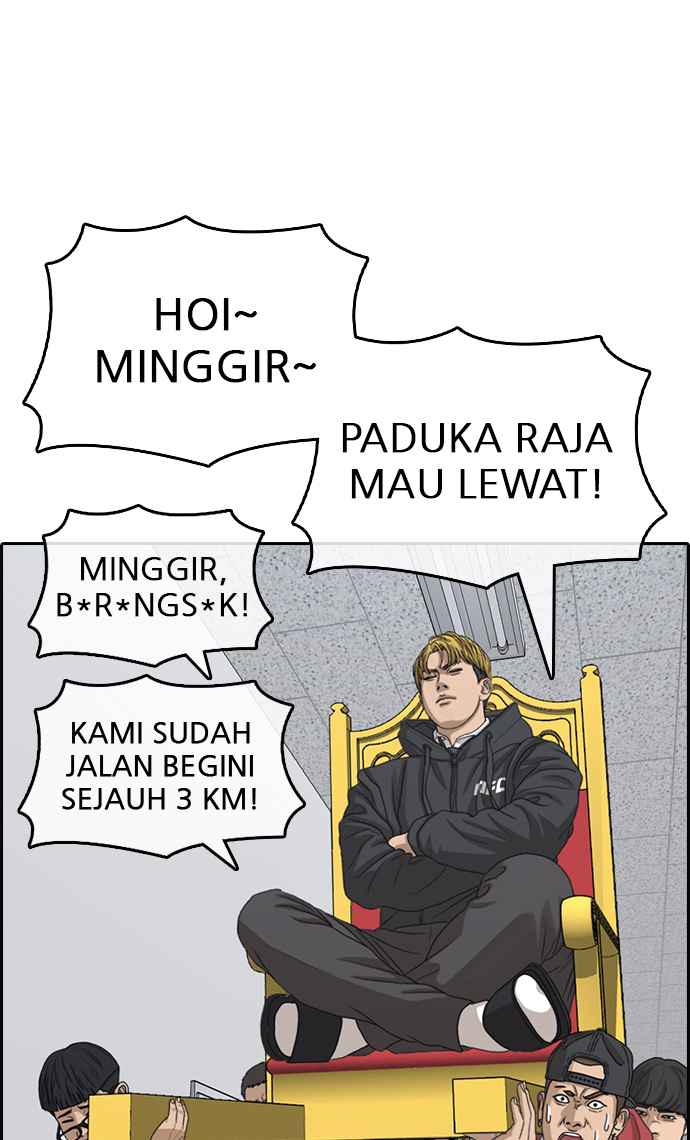 HOI~
MINGGIR~
PADUKA RAJA
MAU LEWAT!
MINGGIR,
B*R*NGS*K!
KAMI SUDAH
JALAN BEGINI
SEJAUH 3 KM!